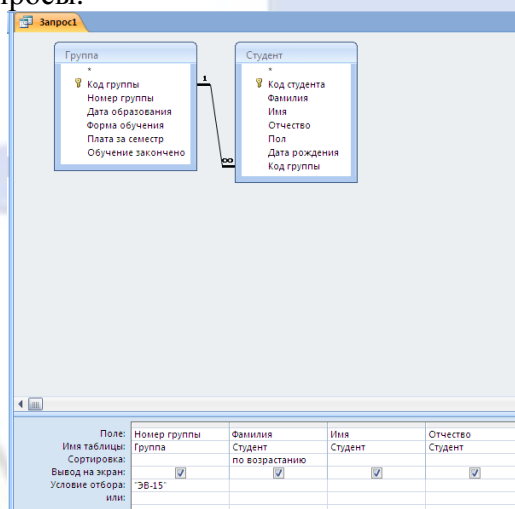 просы.
Запрос1
Группа
*
Код группы
Номер группы
Дата образования
Форма обучения
Плата за семестр
Обучение закончено
1
∞
Студент
*
Код студента
Фамилия
Имя
Отчество
Пол
Дата рождения
Код группы
Поле: Номер группы Фамилия Имя Отчество
Имя таблицы: Группа Студент Студент Студент
Сортировка: по возрастанию
Вывод на экран:
Условие отбора: "ЭВ-15"
или: